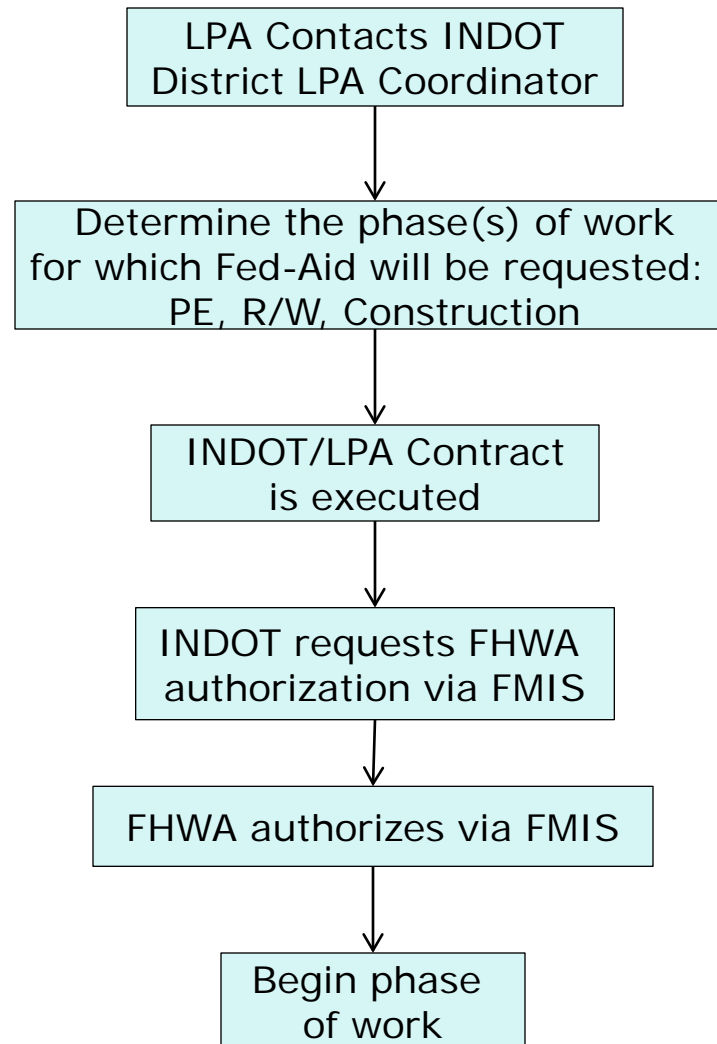 LPA Contacts INDOT
District LPA Coordinator
Determine the phase(s) of work
for which Fed-Aid will be requested:
PE, R/W, Construction
INDOT/LPA Contract
is executed
INDOT requests FHWA
authorization via FMIS
FHWA authorizes via FMIS
Begin phase
of work